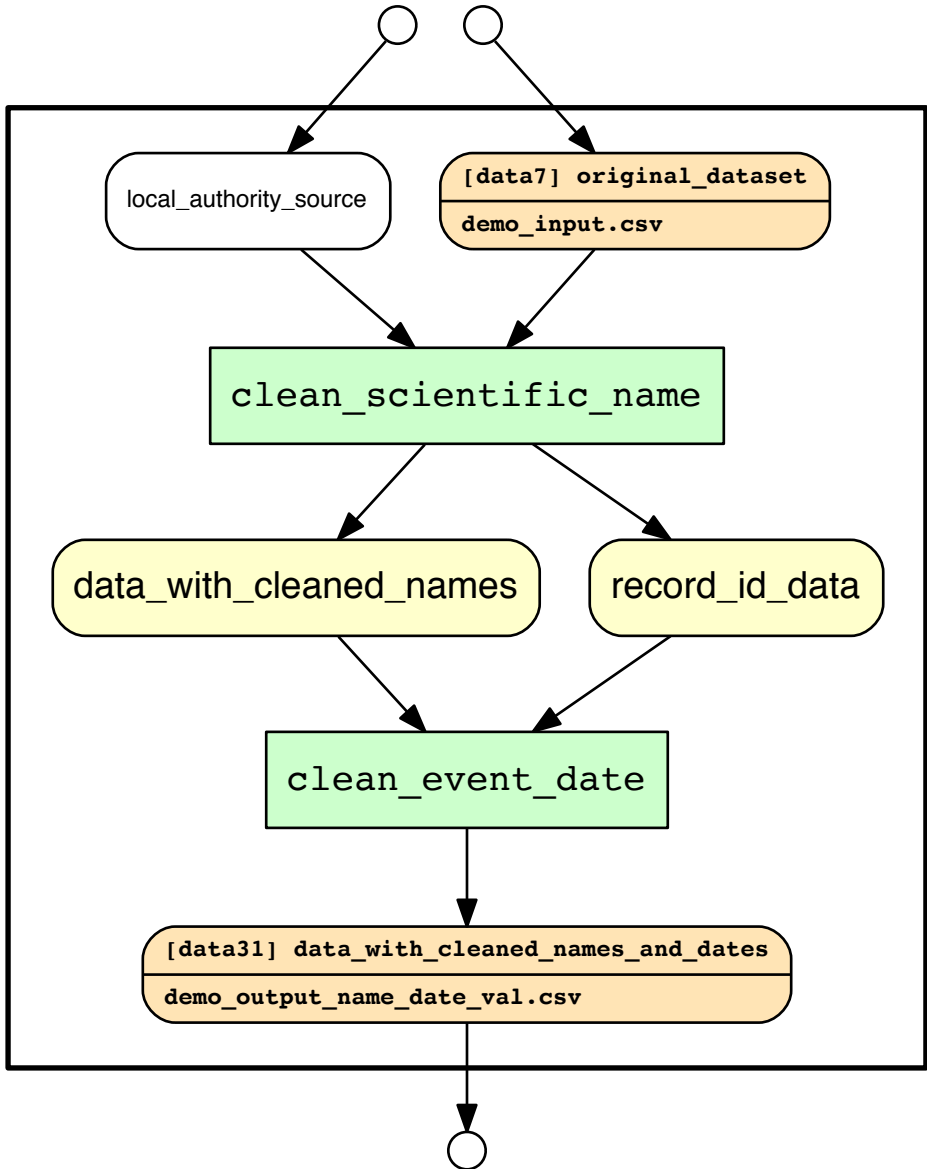 local_authority_source
[data7] original_dataset
demo_input.csv
clean_scientific_name
data_with_cleaned_names
record_id_data
clean_event_date
[data31] data_with_cleaned_names_and_dates
demo_output_name_date_val.csv